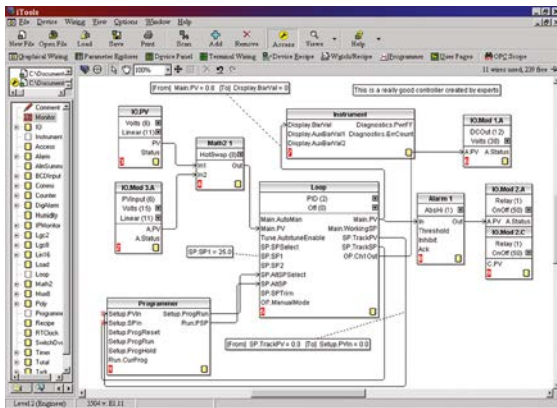 iTools
File Device Wiring View Options Window Help
New File Open File Load Save Print Scan Add Remove Access Views Help
Graphical Wiring Parameter Explorer Device Panel Terminal Wiring Device Recipe Watch/Recipe Programmer User Pages OPC Scope
C:\Document
C:\Document
100%
11 wires used, 239 free
Comment
Monitor
IO
Instrument
Access
Alarm
AlmSumm
BCDInput
Comms
Counter
DigAlarm
Humidity
IPMonitor
Lgc2
Lgc8
Lin16
Load
Loop
Math2
Mux8
Poly
Programme
Recipe
RTClock
SwitchOv
Timer
Total
[From] Main.PV = 0.8 [To] Display.BarVal = 0
This is a really good controller created by experts
IO.PV
Volts (6)
Linear (11)
PV
Status
IO.Mod 3.A
PVInput (6)
Volts (15)
Linear (11)
A.PV
A.Status
Math2 1
HotSwap (8)
In1 Out
In2
Instrument
Display.BarVal Diagnostics.PwrFF
Display.AuxBarVal1 Diagnostics.ErrCount
Display.AuxBarVal2
IO.Mod 1.A
DCOut (12)
Volts (30)
A.PV A.Status
Loop
PID (2)
Off (0)
Main.AutoMan Main.PV
Main.PV Main.WorkingSP
Tune.AutotuneEnable SP.TrackPV
SP.SPSelect SP.TrackSP
SP.SP1 OP.Ch1Out
SP.SP2
SP.AltSPSelect
SP.AltSP
SP.SPTrim
OP.ManualMode
SP.SP1 = 25.0
Alarm 1
AbsHi (1)
In Out
Threshold
Inhibit
Ack
IO.Mod 2.A
Relay (1)
OnOff (50)
A.PV A.Status
IO.Mod 2.C
Relay (1)
OnOff (50)
C.PV
Programmer
Setup.PVIn Setup.ProgRun
Setup.SPIn Run.PSP
Setup.ProgReset
Setup.ProgRun
Setup.ProgHold
Run.CurProg
[From] SP.TrackPV = 0.0 [To] Setup.PVIn = 0.0
Level 2 (Engineer) 3504 v. E1.11